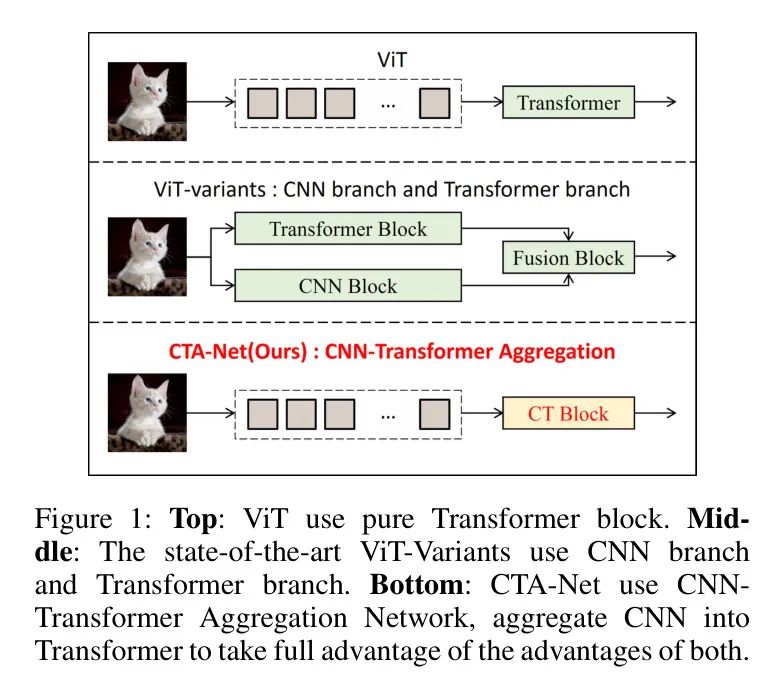 ViT
...
Transformer
ViT-variants : CNN branch and Transformer branch
Transformer Block
Fusion Block
CNN Block
CTA-Net(Ours) : CNN-Transformer Aggregation
...
CT Block
Figure 1: Top: ViT use pure Transformer block. Mid-
dle: The state-of-the-art ViT-Variants use CNN branch
and Transformer branch. Bottom: CTA-Net use CNN-
Transformer Aggregation Network, aggregate CNN into
Transformer to take full advantage of the advantages of both.